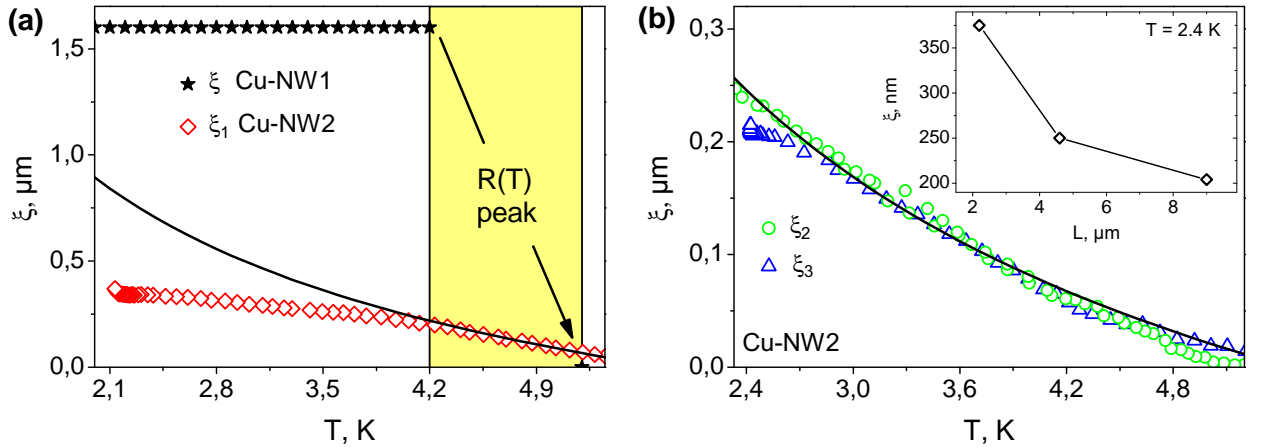 (a)
ξ, µm
1,5
1,0
0,5
0,0
ξ Cu-NW1
ξ₁ Cu-NW2
R(T)
peak
2,1 2,8 3,5 4,2 4,9
T, K
(b)
ξ, µm
0,3
0,2
0,1
0,0
ξ₂
ξ₃
Cu-NW2
2,4 3,0 3,6 4,2 4,8
T, K
T = 2.4 K
ξ, nm
350
300
250
200
2 4 6 8
L, µm